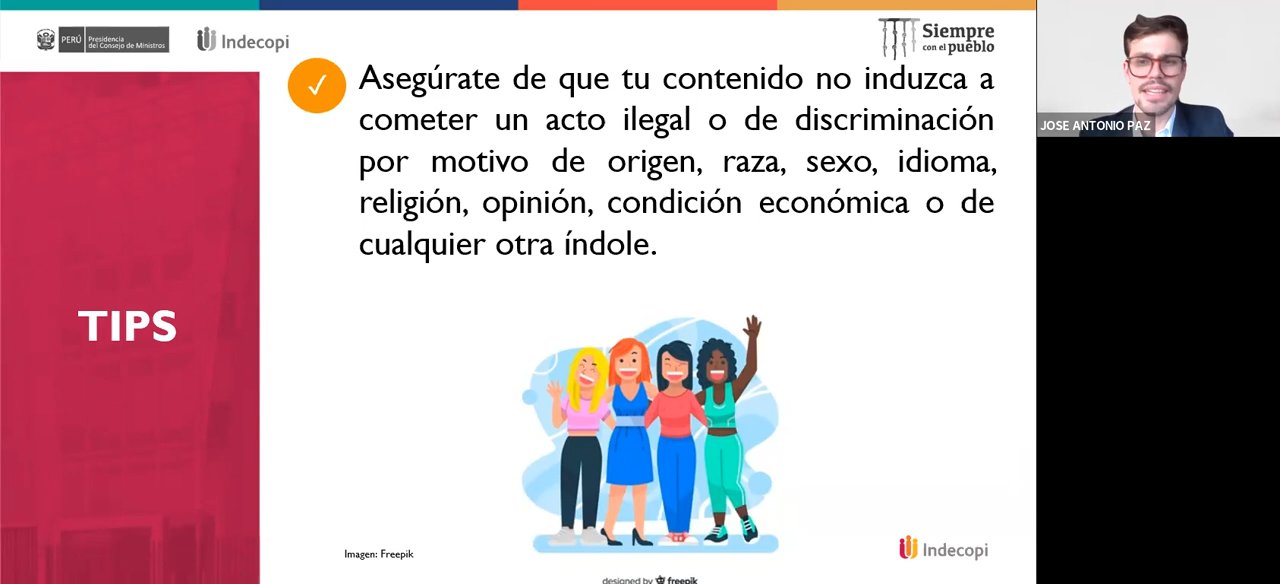 PERÚ
Presidencia
del Consejo de Ministros
Indecopi
Siempre
con el pueblo
Asegúrate de que tu contenido no induzca a
cometer un acto ilegal o de discriminación
por motivo de origen, raza, sexo, idioma,
religión, opinión, condición económica o de
cualquier otra índole.
TIPS
Imagen: Freepik
Indecopi
designed by freepik
JOSE ANTONIO PAZ